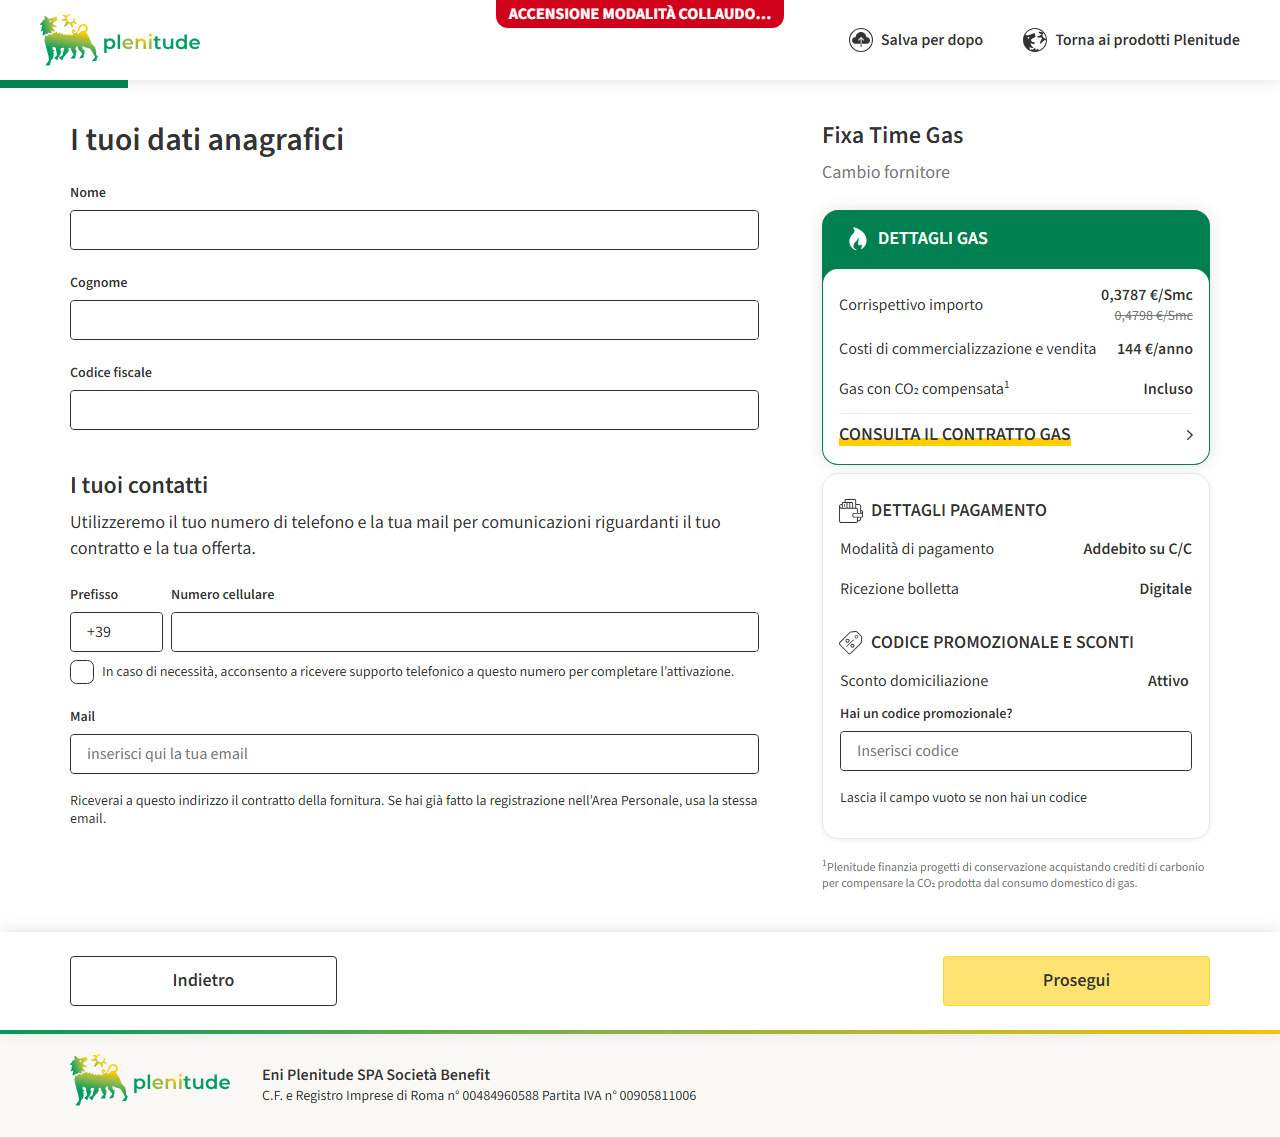 ACCENSIONE MODALITÀ COLLAUDO...
plenitude
Salva per dopo
Torna ai prodotti Plenitude
I tuoi dati anagrafici
Nome
Cognome
Codice fiscale
I tuoi contatti
Utilizzeremo il tuo numero di telefono e la tua mail per comunicazioni riguardanti il tuo
contratto e la tua offerta.
Prefisso
Numero cellulare
+39
In caso di necessità, acconsento a ricevere supporto telefonico a questo numero per completare l’attivazione.
Mail
inserisci qui la tua email
Riceverai a questo indirizzo il contratto della fornitura. Se hai già fatto la registrazione nell’Area Personale, usa la stessa
email.
Fixa Time Gas
Cambio fornitore
DETTAGLI GAS
Corrispettivo importo
0,3787 €/Smc
0,4798 €/Smc
Costi di commercializzazione e vendita
144 €/anno
Gas con CO₂ compensata¹
Incluso
CONSULTA IL CONTRATTO GAS
DETTAGLI PAGAMENTO
Modalità di pagamento
Addebito su C/C
Ricezione bolletta
Digitale
CODICE PROMOZIONALE E SCONTI
Sconto domiciliazione
Attivo
Hai un codice promozionale?
Inserisci codice
Lascia il campo vuoto se non hai un codice
¹Plenitude finanzia progetti di conservazione acquistando crediti di carbonio
per compensare la CO₂ prodotta dal consumo domestico di gas.
Indietro
Prosegui
plenitude
Eni Plenitude SPA Società Benefit
C.F. e Registro Imprese di Roma n° 00484960588 Partita IVA n° 00905811006